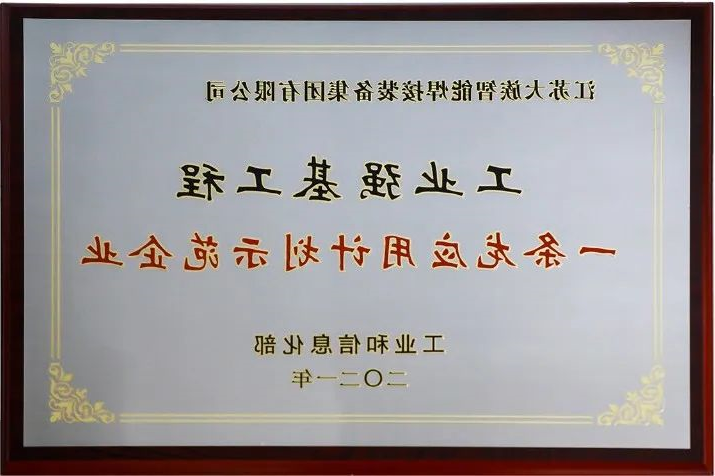 江苏大族智能焊接装备集团有限公司
工业强基工程
一条龙应用计划示范企业
工业和信息化部
二〇二一年